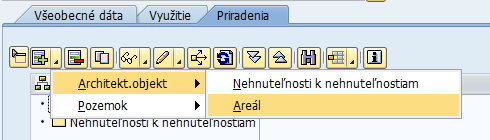 Všeobecné dáta
Využitie
Priradenia
Architekt.objekt
Nehnuteľnosti k nehnuteľnostiam
Pozemok
Areál
Nehnuteľnosti k nehnuteľnostiam